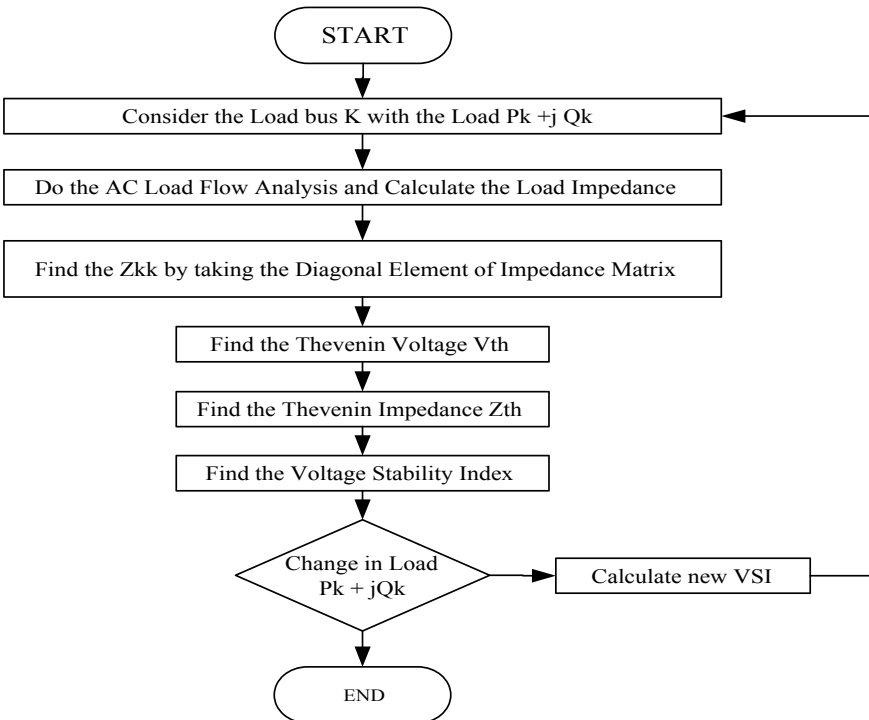 START
Consider the Load bus K with the Load Pk +j Qk
Do the AC Load Flow Analysis and Calculate the Load Impedance
Find the Zkk by taking the Diagonal Element of Impedance Matrix
Find the Thevenin Voltage Vth
Find the Thevenin Impedance Zth
Find the Voltage Stability Index
Change in Load
Pk + jQk
Calculate new VSI
END